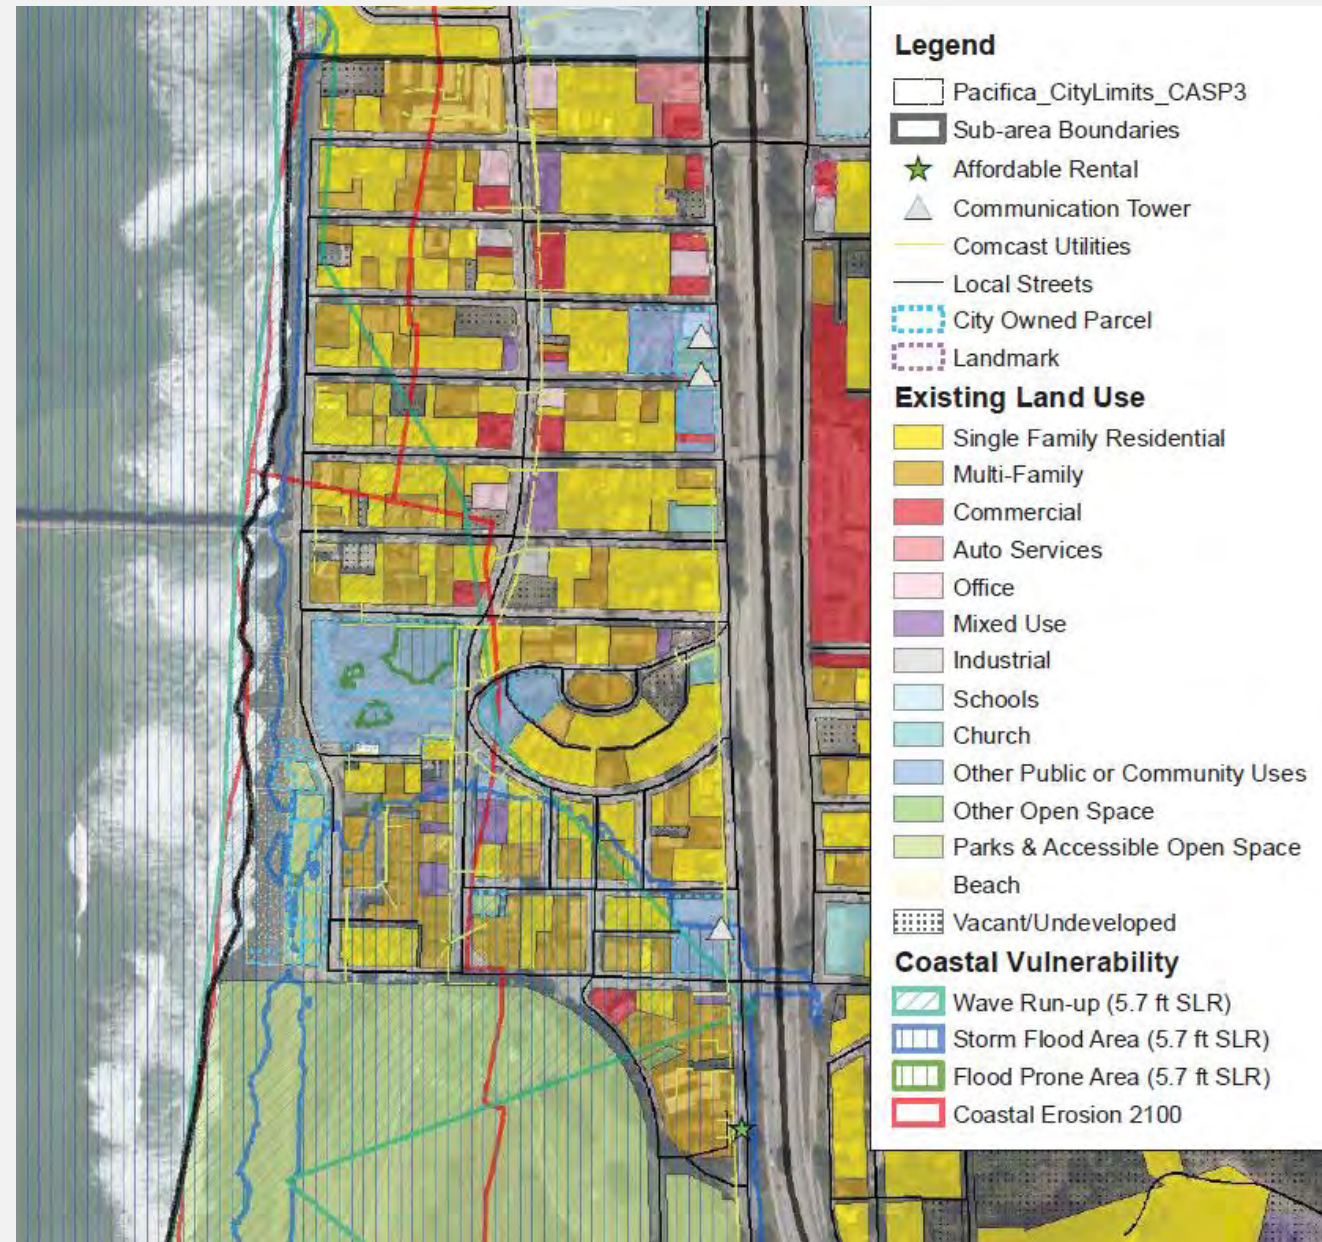 Legend
Pacifica_CityLimits_CASP3
Sub-area Boundaries
Affordable Rental
Communication Tower
Comcast Utilities
Local Streets
City Owned Parcel
Landmark
Existing Land Use
Single Family Residential
Multi-Family
Commercial
Auto Services
Office
Mixed Use
Industrial
Schools
Church
Other Public or Community Uses
Other Open Space
Parks & Accessible Open Space
Beach
Vacant/Undeveloped
Coastal Vulnerability
Wave Run-up (5.7 ft SLR)
Storm Flood Area (5.7 ft SLR)
Flood Prone Area (5.7 ft SLR)
Coastal Erosion 2100